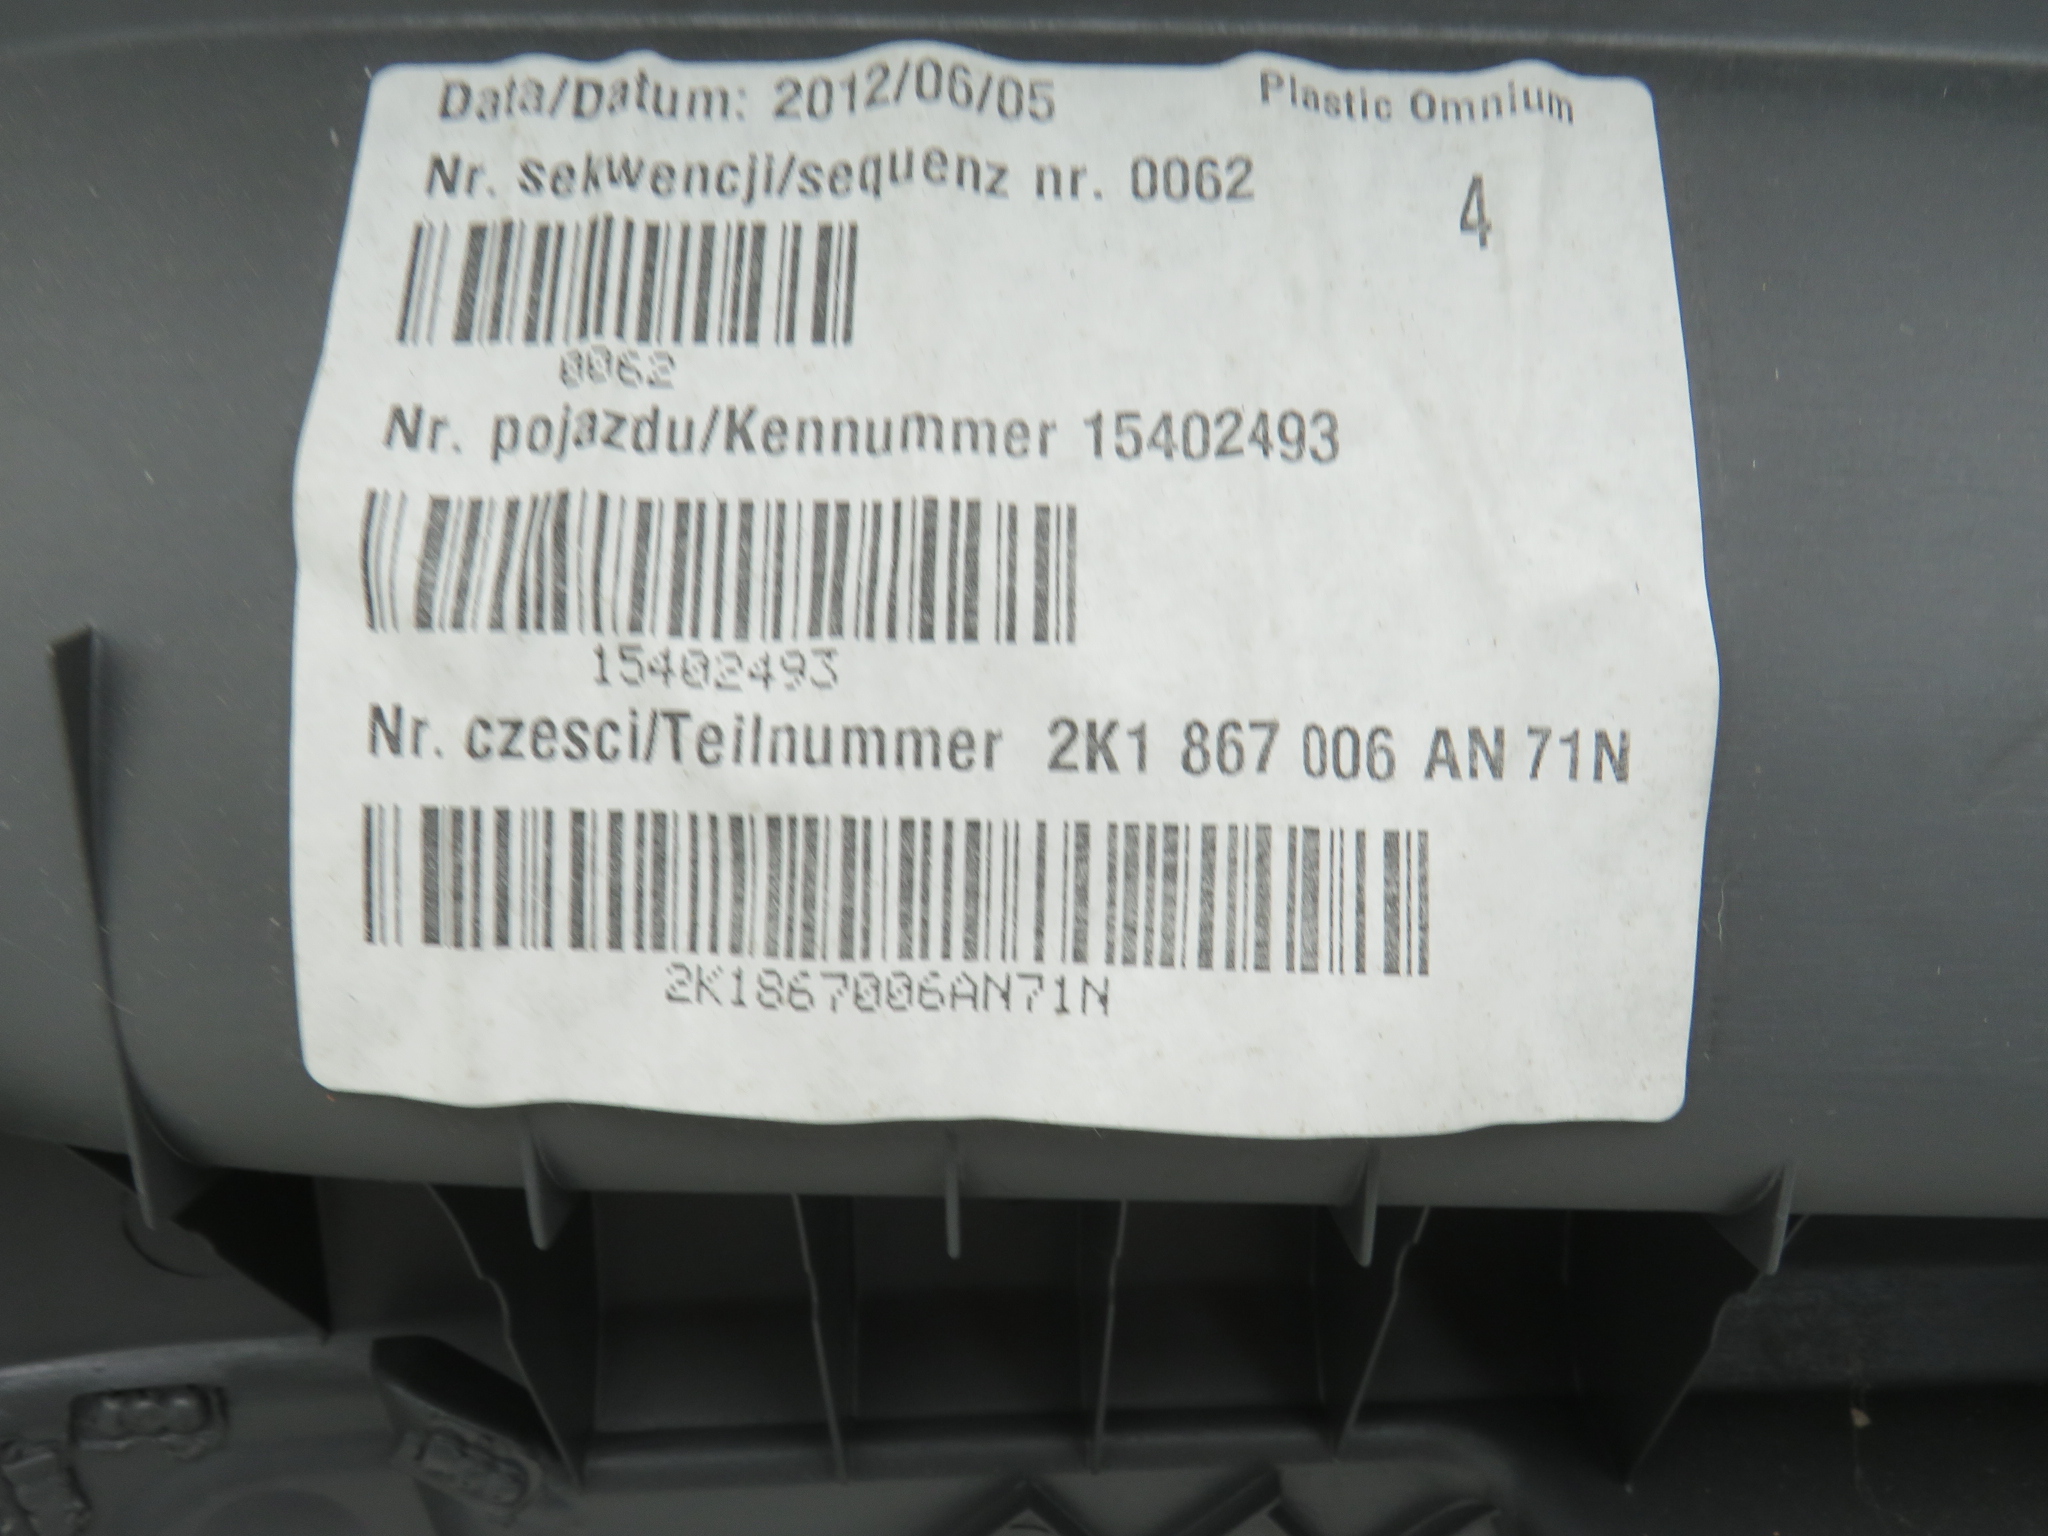 Data/Datum: 2012/06/05 Plastic Omnium
Nr. sekwencji/sequenz nr. 0062 4
0062
Nr. pojazdu/Kennummer 15402493
15402493
Nr. czesci/Teilnummer 2K1 867 006 AN 71N
2K1867006AN71N